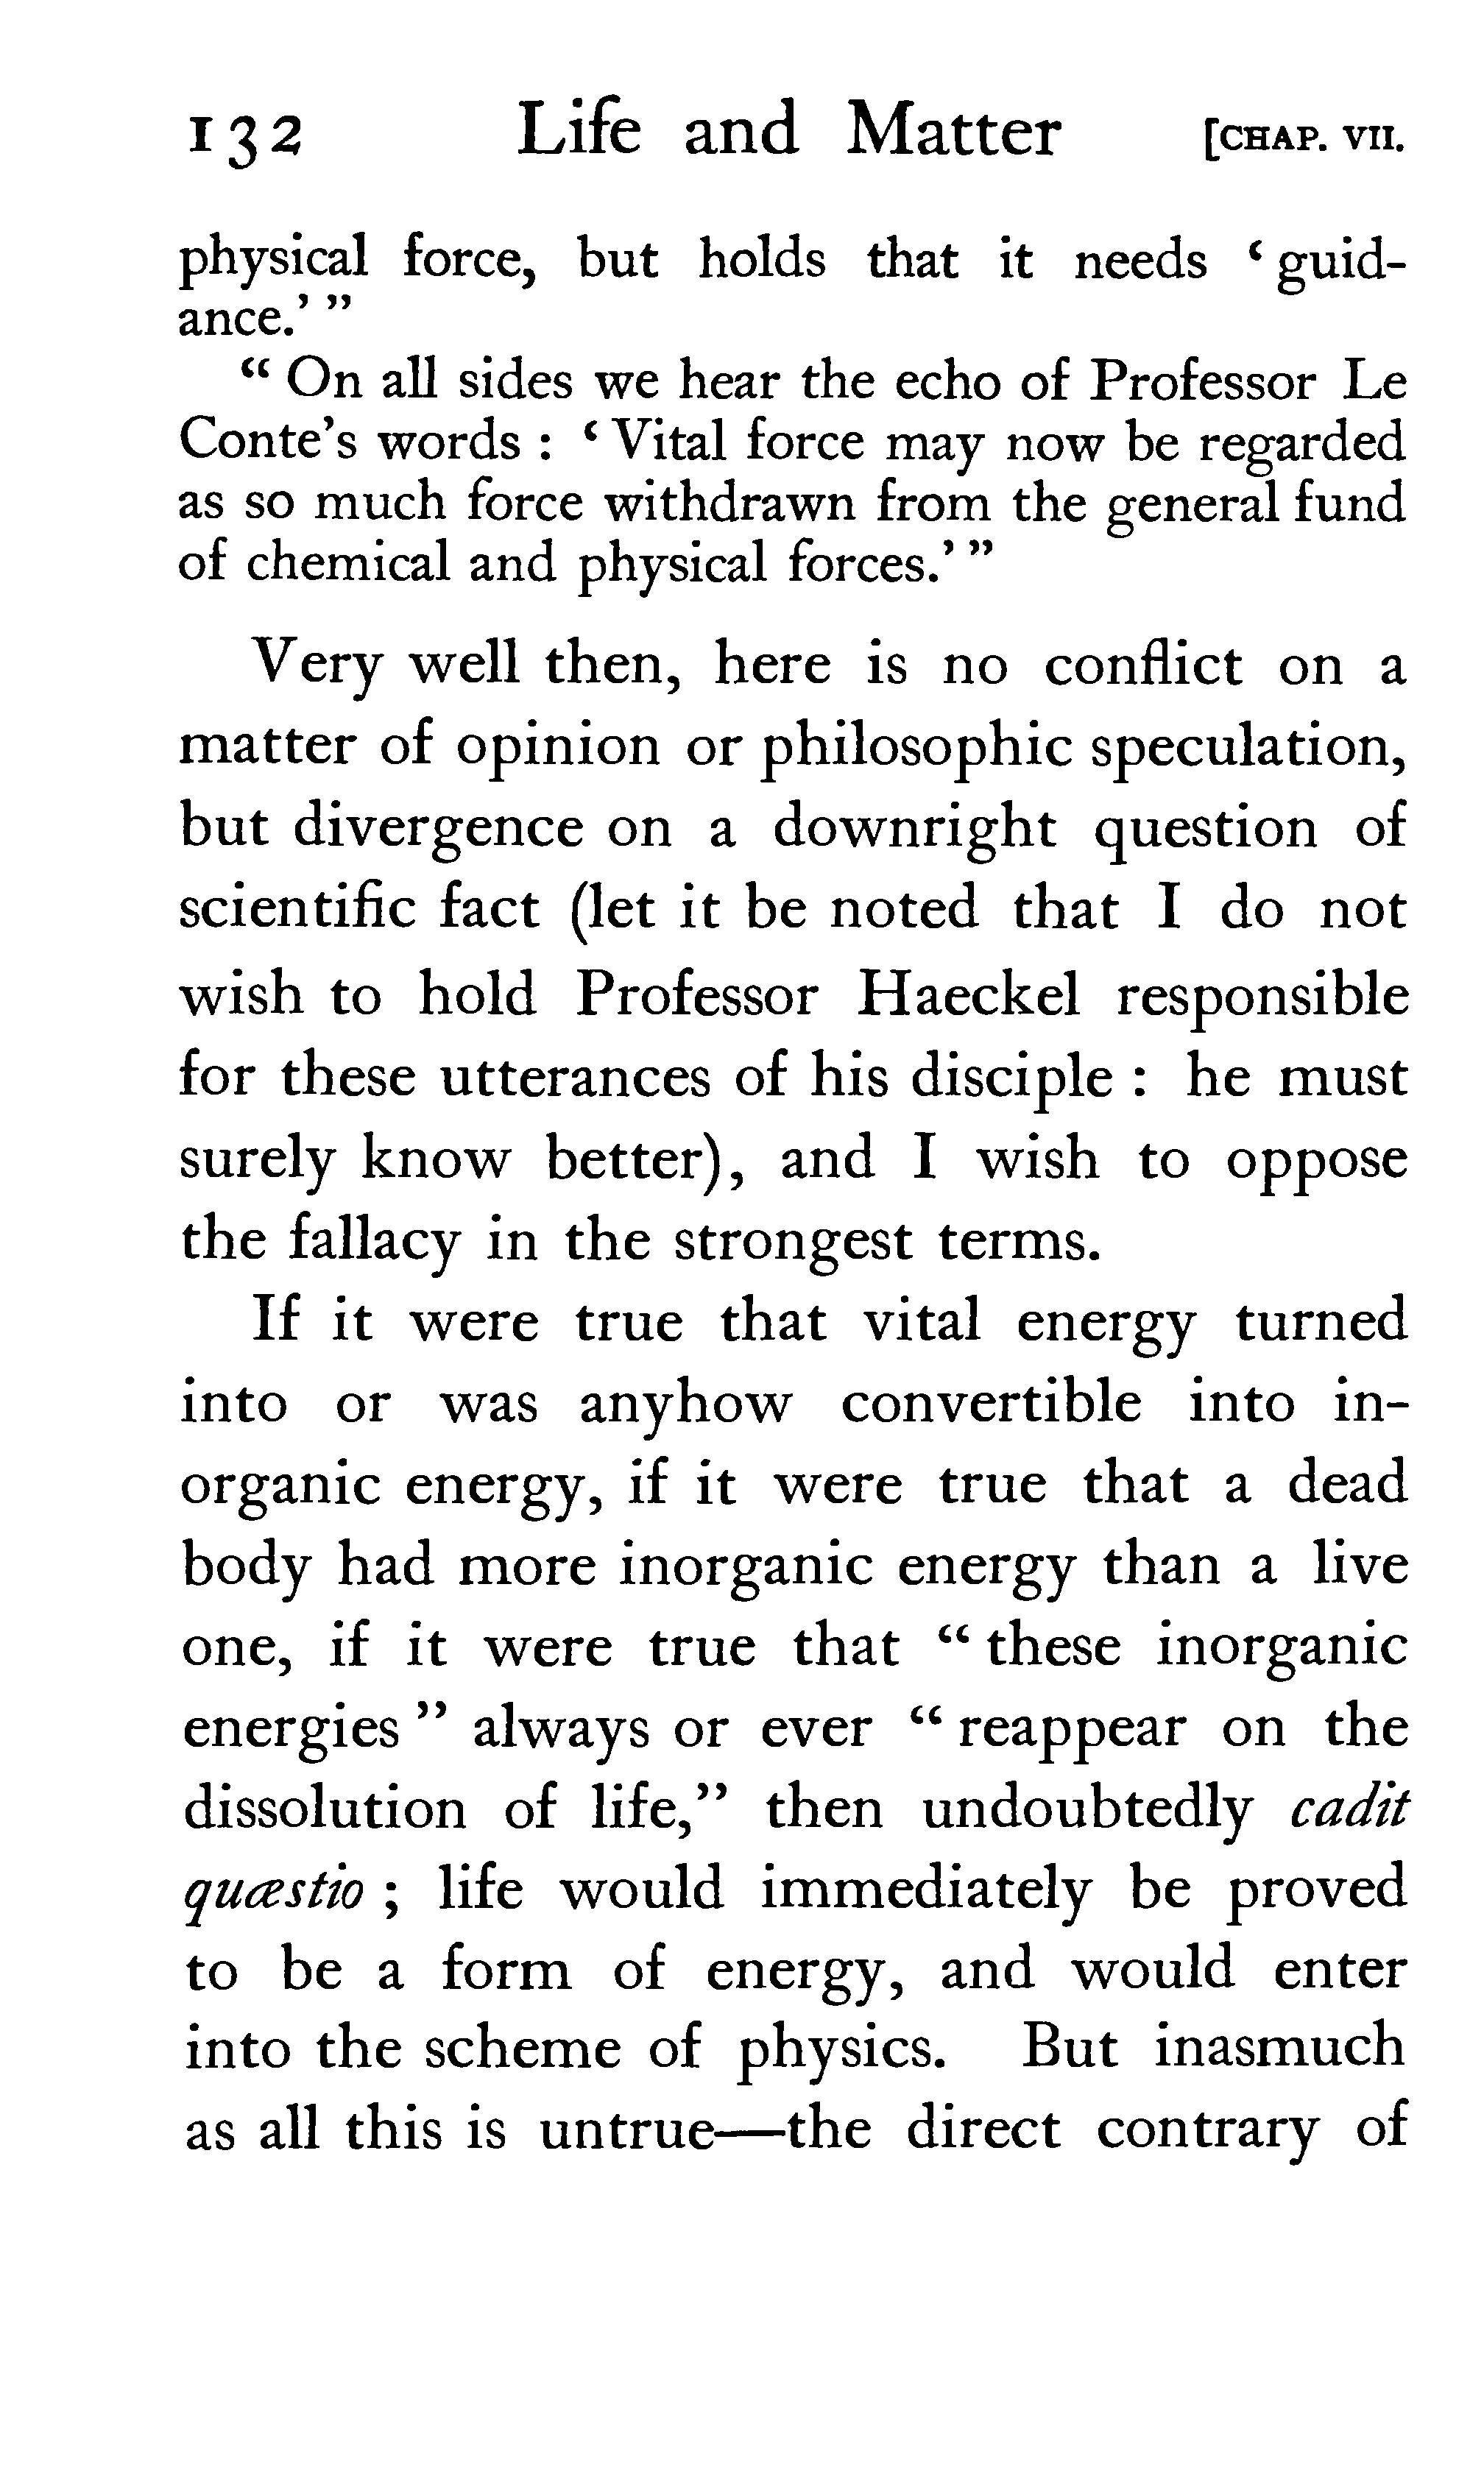 132 Life and Matter [CHAP. VII.
physical force, but holds that it needs ‘ guid-
ance.’ ”
“ On all sides we hear the echo of Professor Le
Conte’s words : ‘ Vital force may now be regarded
as so much force withdrawn from the general fund
of chemical and physical forces.’ ”
Very well then, here is no conflict on a
matter of opinion or philosophic speculation,
but divergence on a downright question of
scientific fact (let it be noted that I do not
wish to hold Professor Haeckel responsible
for these utterances of his disciple : he must
surely know better), and I wish to oppose
the fallacy in the strongest terms.
If it were true that vital energy turned
into or was anyhow convertible into in-
organic energy, if it were true that a dead
body had more inorganic energy than a live
one, if it were true that “ these inorganic
energies ” always or ever “ reappear on the
dissolution of life,” then undoubtedly cadit
quæstio ; life would immediately be proved
to be a form of energy, and would enter
into the scheme of physics. But inasmuch
as all this is untrue—the direct contrary of